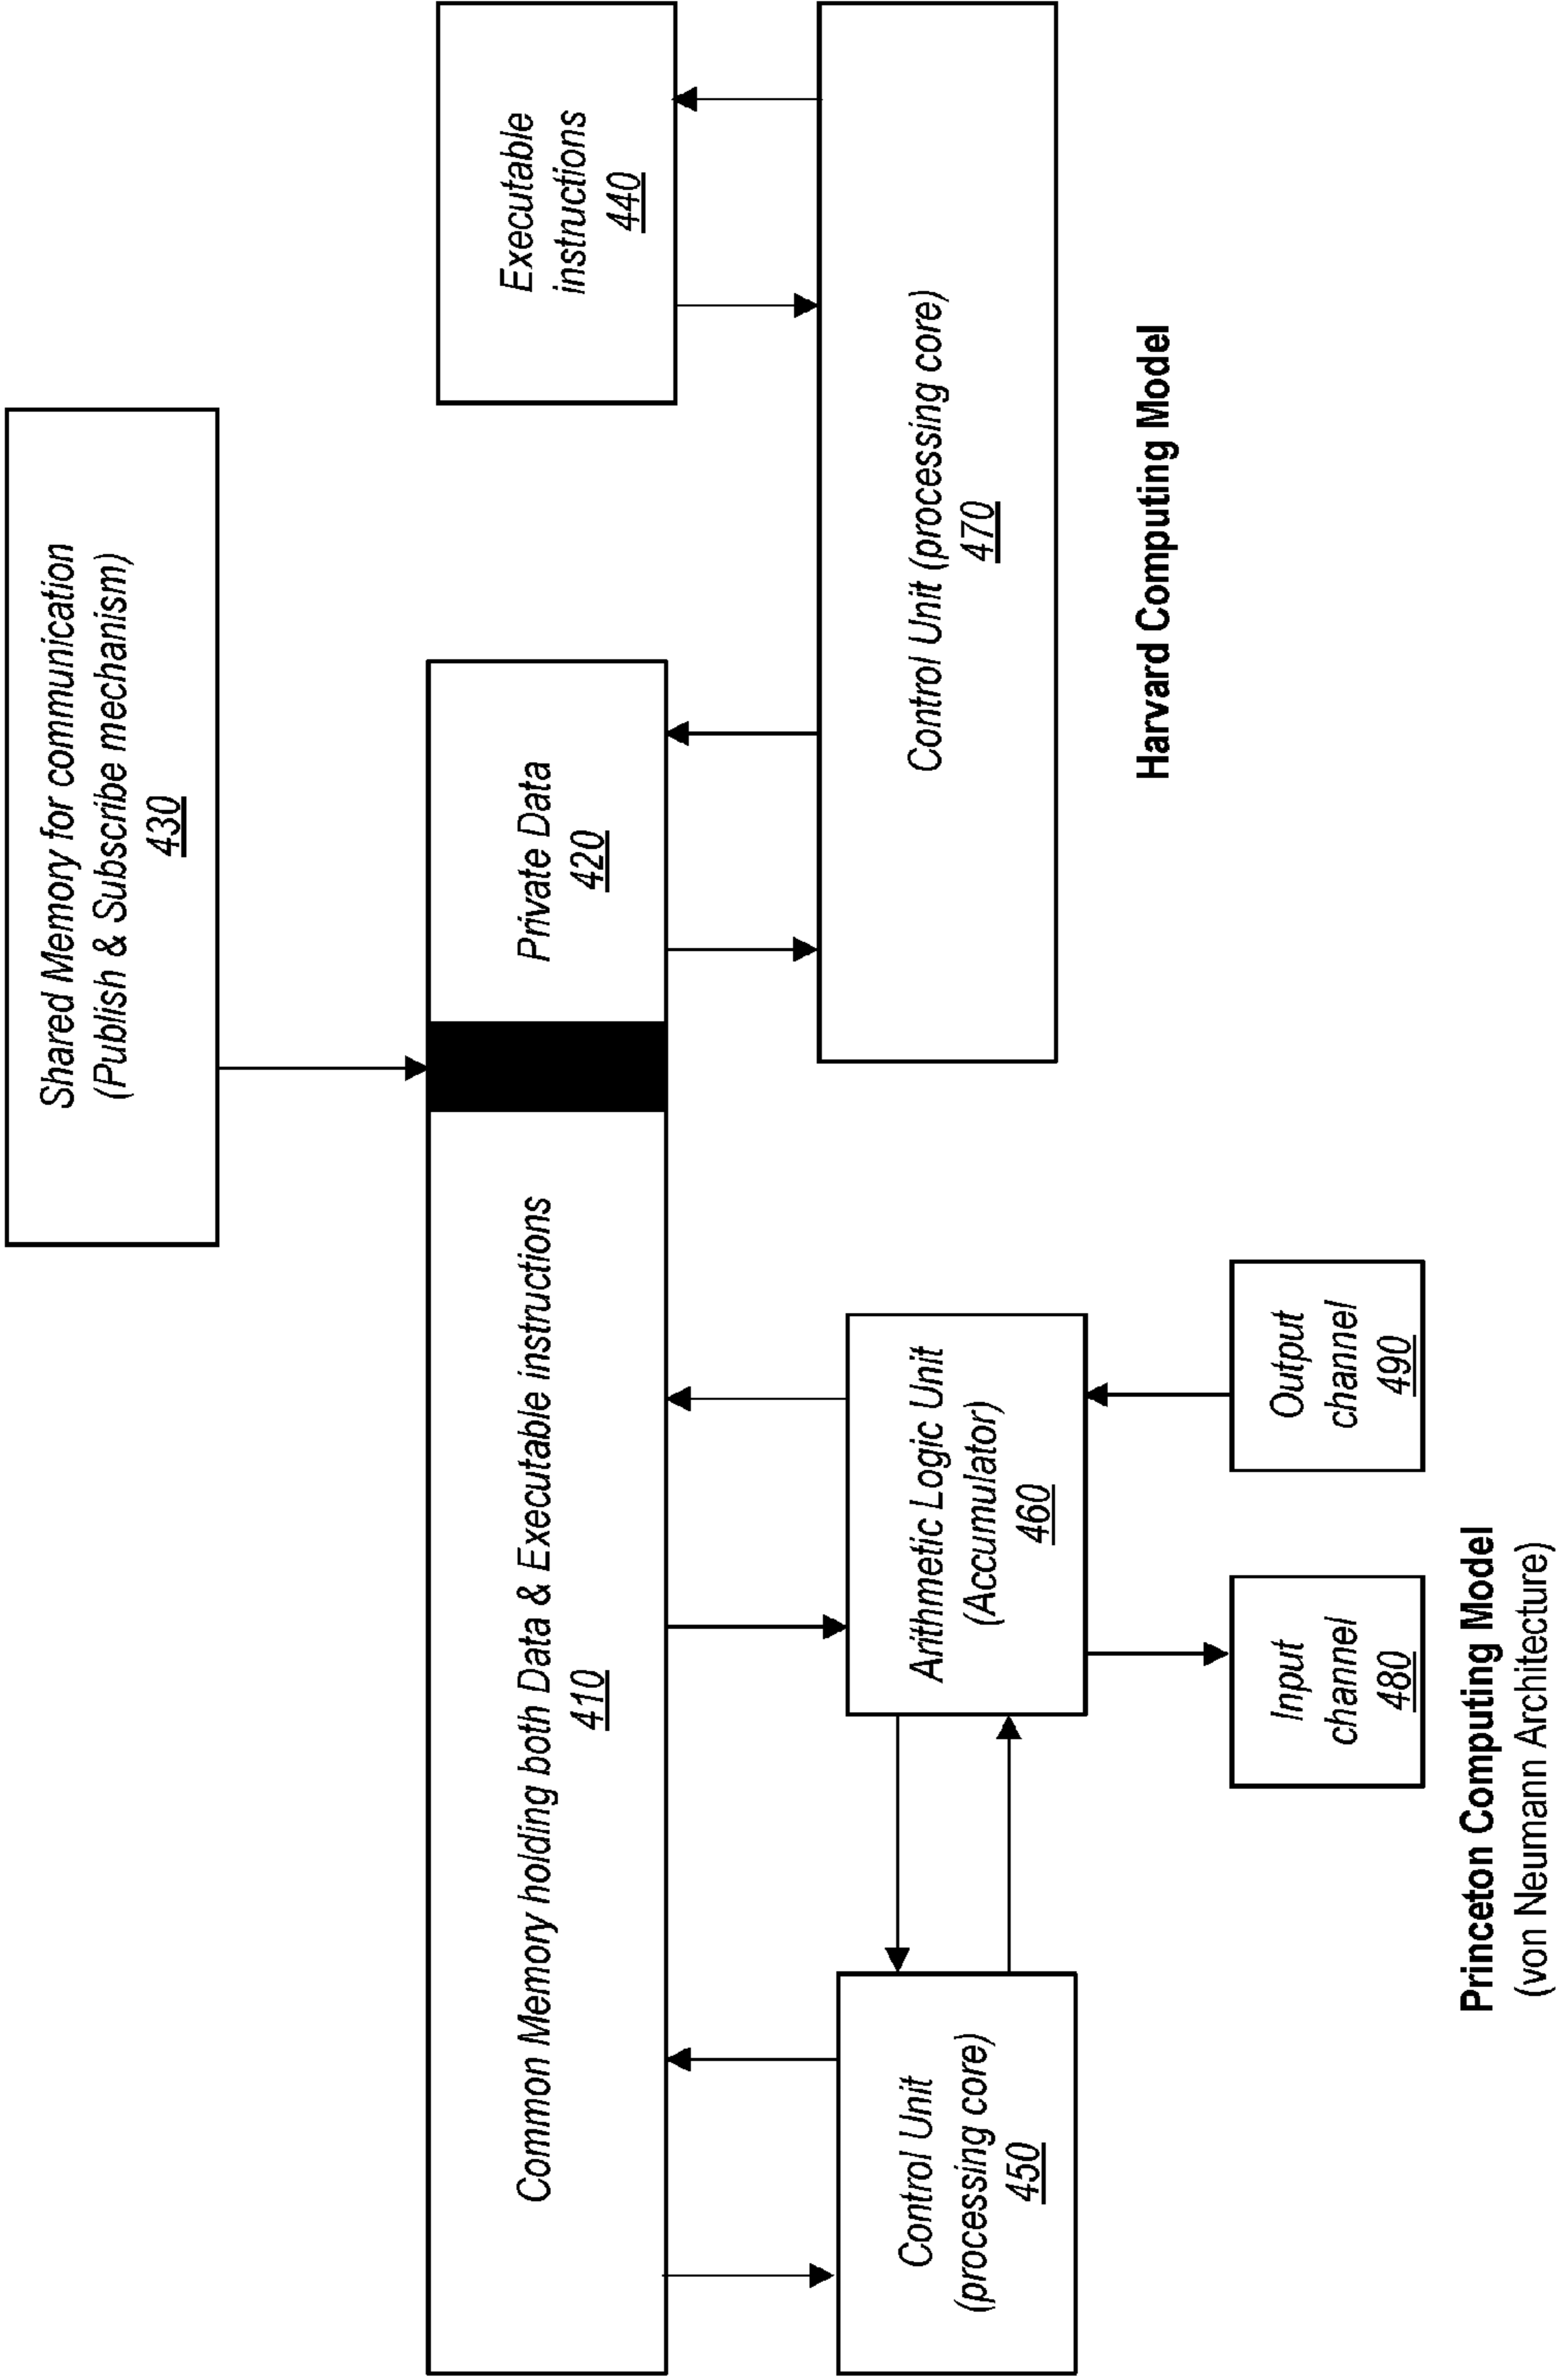 Shared Memory for communication
(Publish & Subscribe mechanism)
430
Common Memory holding both Data & Executable instructions
410
Private Data
420
Executable
instructions
440
Control Unit
(processing core)
450
Arithmetic Logic Unit
(Accumulator)
460
Control Unit (processing core)
470
Input
channel
480
Output
channel
490
Harvard Computing Model
Princeton Computing Model
(von Neumann Architecture)